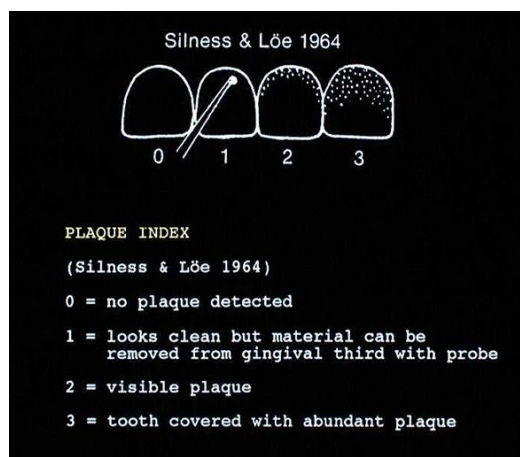 Silness & Löe 1964
0 1 2 3
PLAQUE INDEX
(Silness & Löe 1964)
0 = no plaque detected
1 = looks clean but material can be
removed from gingival third with probe
2 = visible plaque
3 = tooth covered with abundant plaque